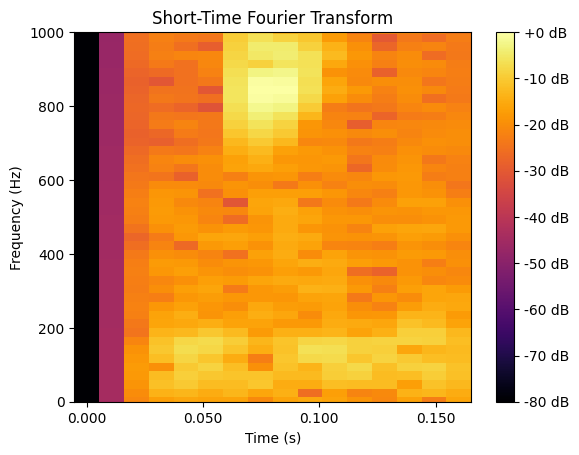 Short-Time Fourier Transform
1000
800
600
400
200
0
Frequency (Hz)
0.000
0.050
0.100
0.150
Time (s)
+0 dB
-10 dB
-20 dB
-30 dB
-40 dB
-50 dB
-60 dB
-70 dB
-80 dB